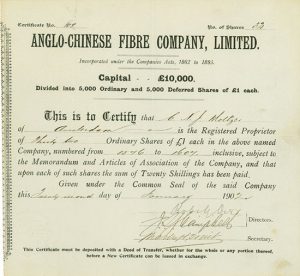 Certificate No.
No. of Shares
ANGLO-CHINESE FIBRE COMPANY, LIMITED.
Incorporated under the Companies Acts, 1862 to 1893.
Capital £10,000.
Divided into 5,000 Ordinary and 5,000 Deferred Shares of £1 each.
This is to Certify that
of Amsterdam is the Registered Proprietor
of Ordinary Shares of £1 each in the above named
Company, numbered from to inclusive, subject to
the Memorandum and Articles of Association of the Company, and that
upon each of such shares the sum of Twenty Shillings has been paid.
Given under the Common Seal of the said Company
this day of January 190
Directors.
Campbell
Secretary.
This Certificate must be deposited with a Deed of Transfer, whether for the whole or any portion thereof,
before a New Certificate can be issued in exchange.